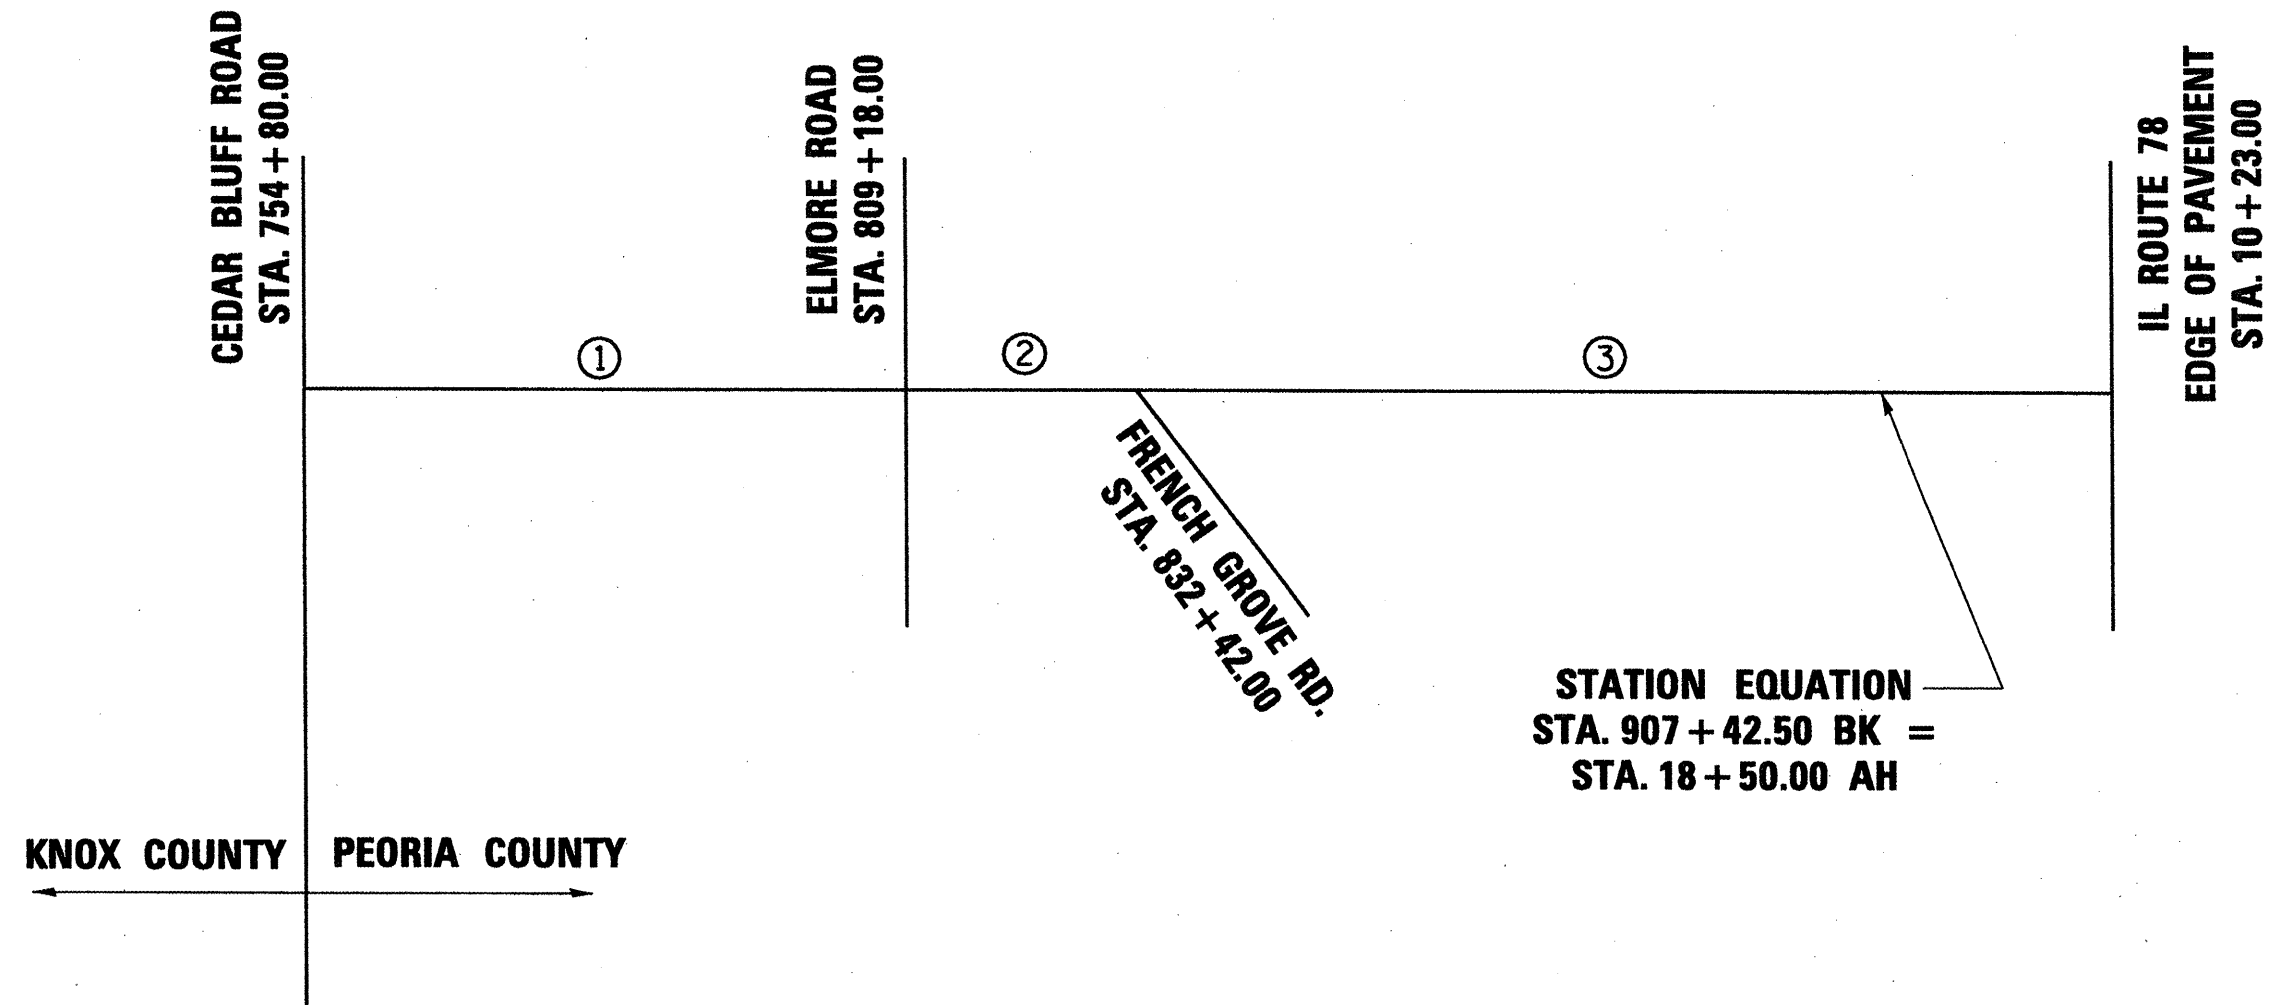 CEDAR BLUFF ROAD
STA. 754+80.00
ELMORE ROAD
STA. 809+18.00
IL ROUTE 78
EDGE OF PAVEMENT
STA. 10+23.00
①
②
③
FRENCH GROVE RD.
STA. 832+42.00
STATION EQUATION
STA. 907+42.50 BK =
STA. 18+50.00 AH
KNOX COUNTY
PEORIA COUNTY